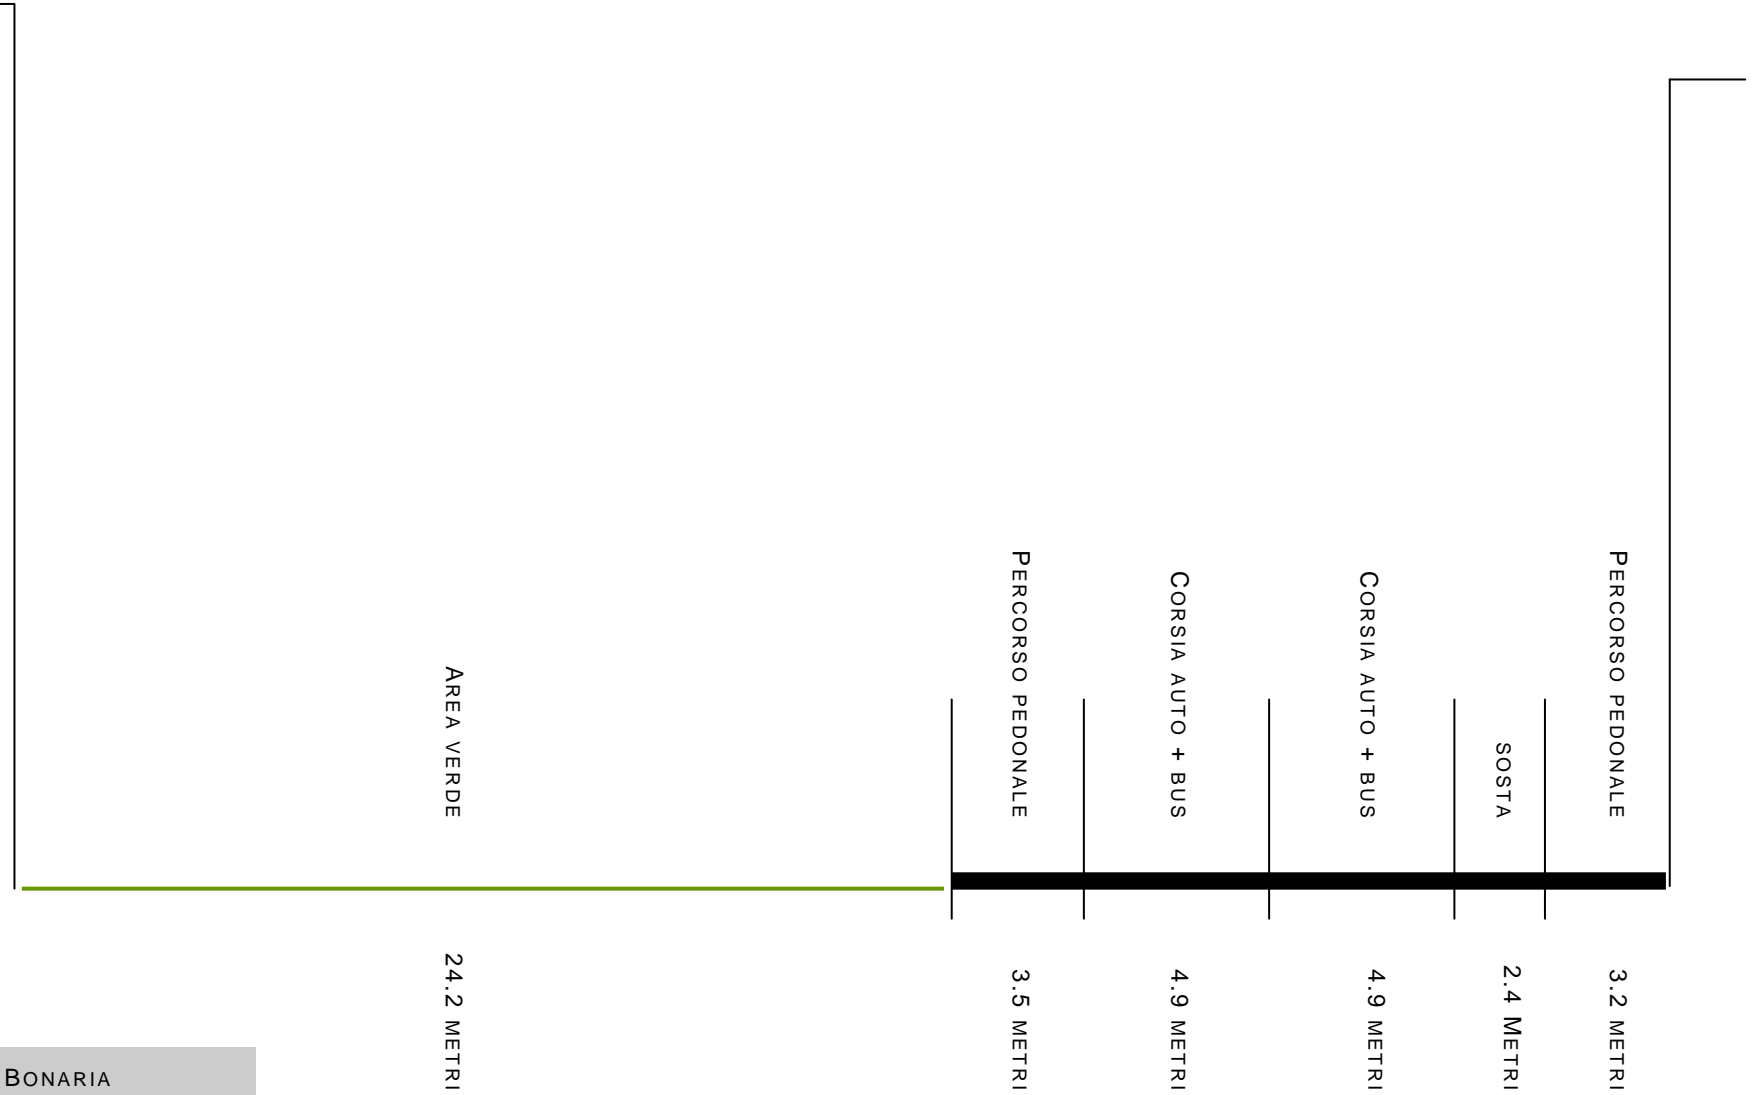 Area verde
Percorso pedonale
Corsia auto + bus
Corsia auto + bus
sosta
Percorso pedonale
24.2 metri
3.5 metri
4.9 metri
4.9 metri
2.4 Metri
3.2 metri
Bonaria